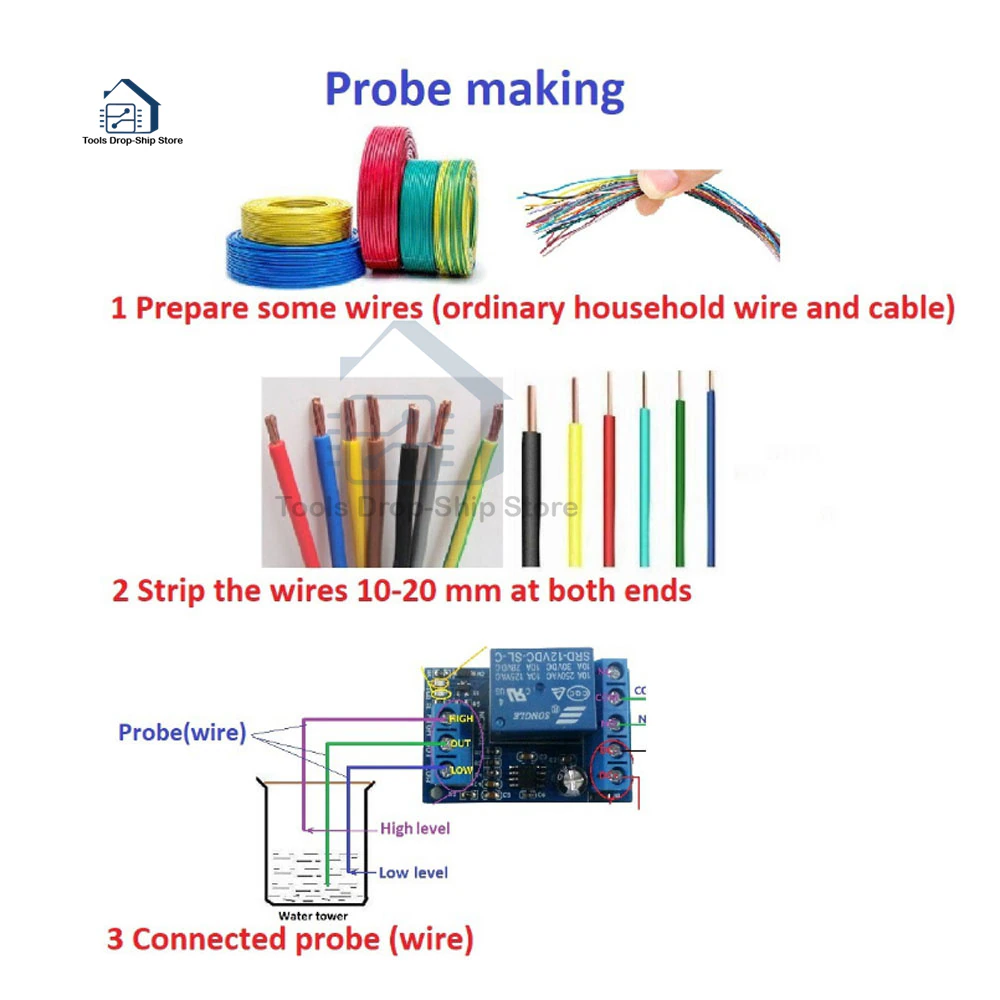 Probe making
Tools Drop-Ship Store
1 Prepare some wires (ordinary household wire and cable)
Tools Drop-Ship Store
2 Strip the wires 10-20 mm at both ends
SRD-12VDC-SL-C
10A 250VAC 10A 125VAC
10A 30VDC 10A
SONGLE
CQC
US
HIGH
OUT
LOW
CO
N
Probe(wire)
High level
Low level
Water tower
3 Connected probe (wire)